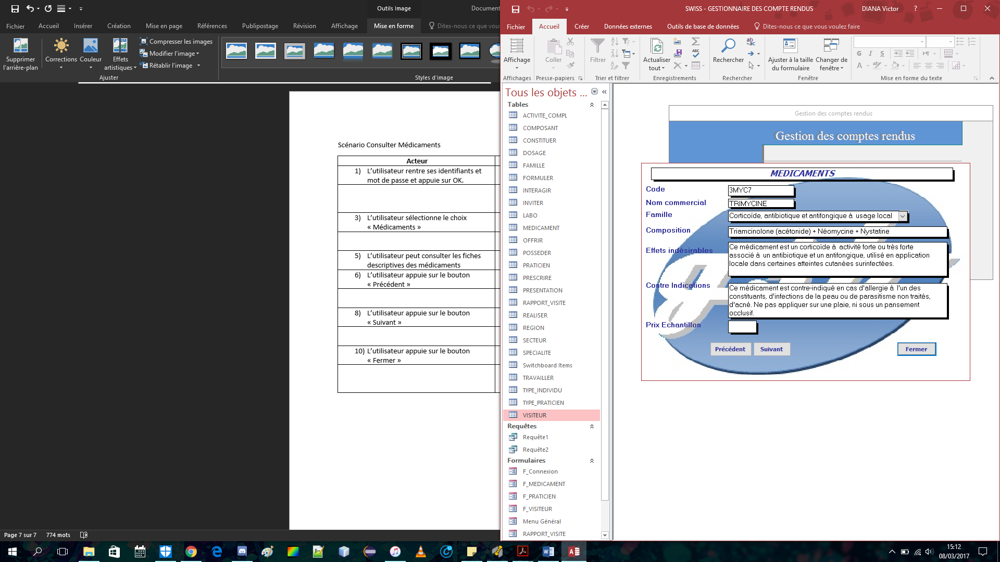 Outils Image
Document
Fichier
Accueil
Insérer
Création
Mise en page
Références
Publipostage
Révision
Affichage
Mise en forme
Dites-nous ce que vous
Supprimer
l'arrière-plan
Corrections
Couleur
Effets
artistiques
Compresser les images
Modifier l'image
Rétablir l'image
Ajuster
Styles d'image
Scénario Consulter Médicaments
Acteur
1) L'utilisateur rentre ses identifiants et
mot de passe et appuie sur OK.
3) L'utilisateur sélectionne le choix
« Médicaments »
5) L'utilisateur peut consulter les fiches
descriptives des médicaments
6) L'utilisateur appuie sur le bouton
« Précédent »
8) L'utilisateur appuie sur le bouton
« Suivant »
10) L'utilisateur appuie sur le bouton
« Fermer »
Page 7 sur 7 774 mots
SWISS - GESTIONNAIRE DES COMPTE RENDUS
DIANA Victor
?
Fichier
Accueil
Créer
Données externes
Outils de base de données
Dites-nous ce que vous voulez faire
Affichage
Affichages
Coller
Presse-papiers
Filtrer
Trier et filtrer
Actualiser
tout
Enregistrements
Rechercher
Rechercher
Ajuster à la taille
du formulaire
Changer de
fenêtre
Fenêtre
G I S
Mise en forme du texte
Tous les objets ...
Tables
ACTIVITE_COMPL
COMPOSANT
CONSTITUER
DOSAGE
FAMILLE
FORMULER
INTERAGIR
INVITER
LABO
MEDICAMENT
OFFRIR
POSSEDER
PRATICIEN
PRESCRIRE
PRESENTATION
RAPPORT_VISITE
REALISER
REGION
SECTEUR
SPECIALITE
Switchboard Items
TRAVAILLER
TYPE_INDIVIDU
TYPE_PRATICIEN
VISITEUR
Requêtes
Requête1
Requête2
Formulaires
F_Connexion
F_MEDICAMENT
F_PRATICIEN
F_VISITEUR
Menu Général
RAPPORT_VISITE
Gestion des comptes rendus
Gestion des comptes rendus
MEDICAMENTS
Code
3MYC7
Nom commercial
TRIMYCINE
Famille
Corticoïde, antibiotique et antifongique à usage local
Composition
Triamcinolone (acétonide) + Néomycine + Nystatine
Effets indésirables
Ce médicament est un corticoïde à activité forte ou très forte
associé à un antibiotique et un antifongique, utilisé en application
locale dans certaines atteintes cutanées surinfectées.
Contre Indications
Ce médicament est contre-indiqué en cas d'allergie à l'un des
constituants, d'infections de la peau ou de parasitisme non traités,
d'acné. Ne pas appliquer sur une plaie, ni sous un pansement
occlusif.
Prix Echantillon
Précédent
Suivant
Fermer
15:12
08/03/2017